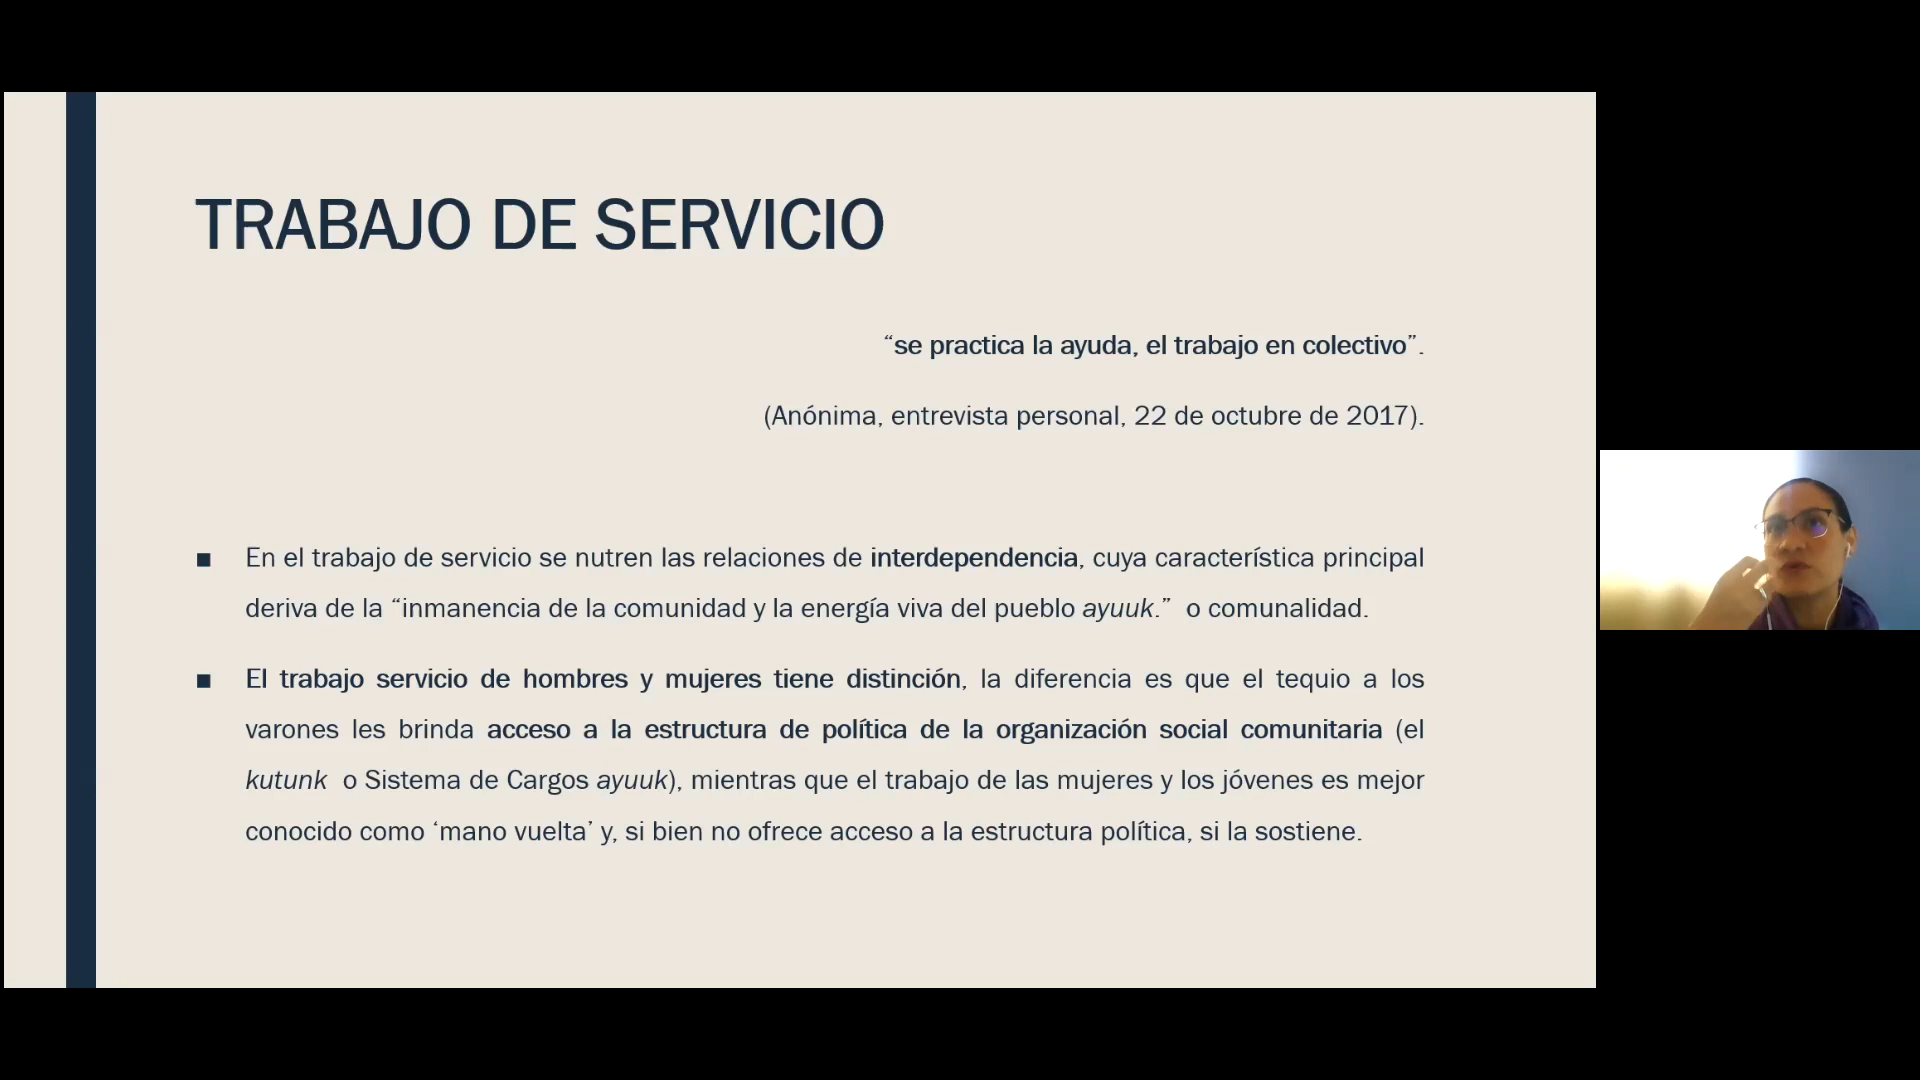 TRABAJO DE SERVICIO
“se practica la ayuda, el trabajo en colectivo”.
(Anónima, entrevista personal, 22 de octubre de 2017).
■ En el trabajo de servicio se nutren las relaciones de interdependencia, cuya característica principal
deriva de la “inmanencia de la comunidad y la energía viva del pueblo ayuuk.” o comunalidad.
■ El trabajo servicio de hombres y mujeres tiene distinción, la diferencia es que el tequio a los
varones les brinda acceso a la estructura de política de la organización social comunitaria (el
kutunk o Sistema de Cargos ayuuk), mientras que el trabajo de las mujeres y los jóvenes es mejor
conocido como ‘mano vuelta’ y, si bien no ofrece acceso a la estructura política, si la sostiene.